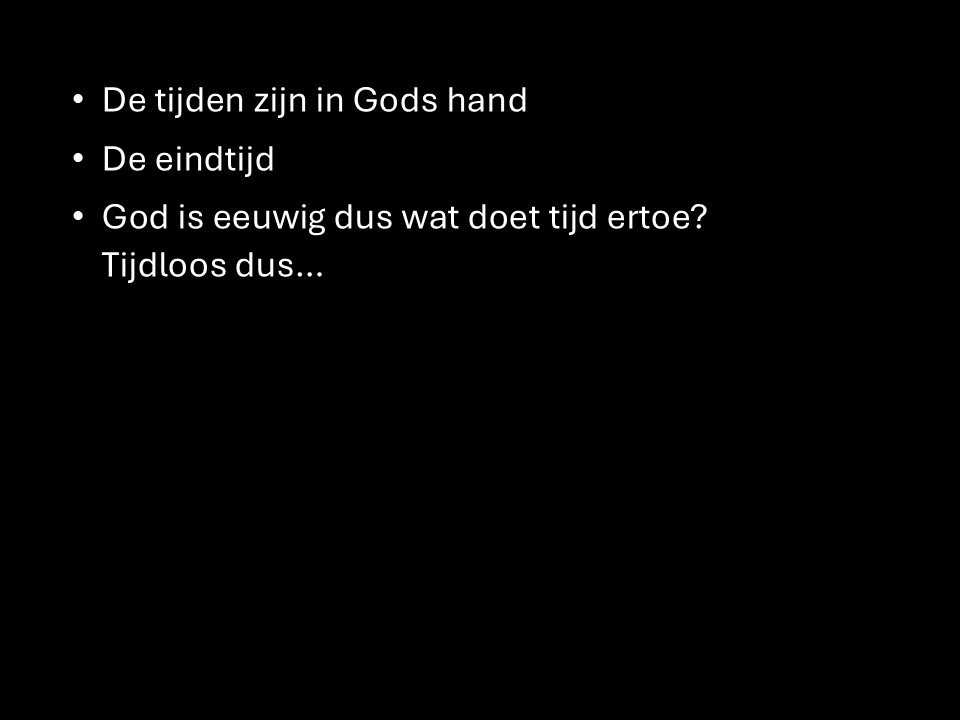 • De tijden zijn in Gods hand
• De eindtijd
• God is eeuwig dus wat doet tijd ertoe?
Tijdloos dus...